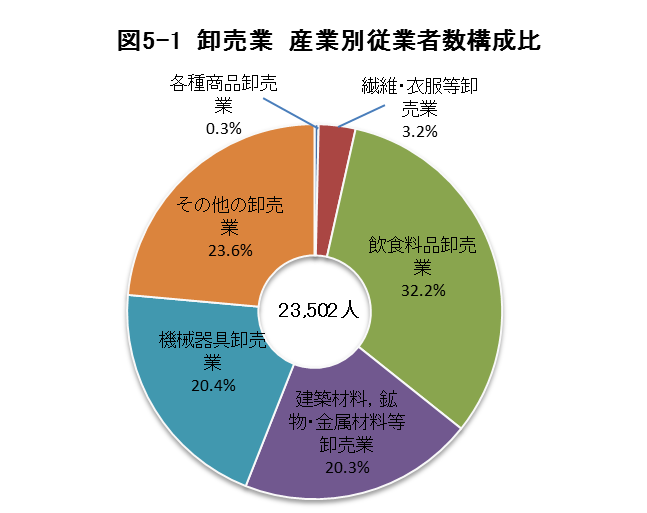 図5-1 卸売業 産業別従業者数構成比
各種商品卸売
業
0.3%
繊維・衣服等卸
売業
3.2%
飲食料品卸売
業
32.2%
建築材料，鉱
物・金属材料等
卸売業
20.3%
機械器具卸売
業
20.4%
その他の卸売
業
23.6%
23,502人